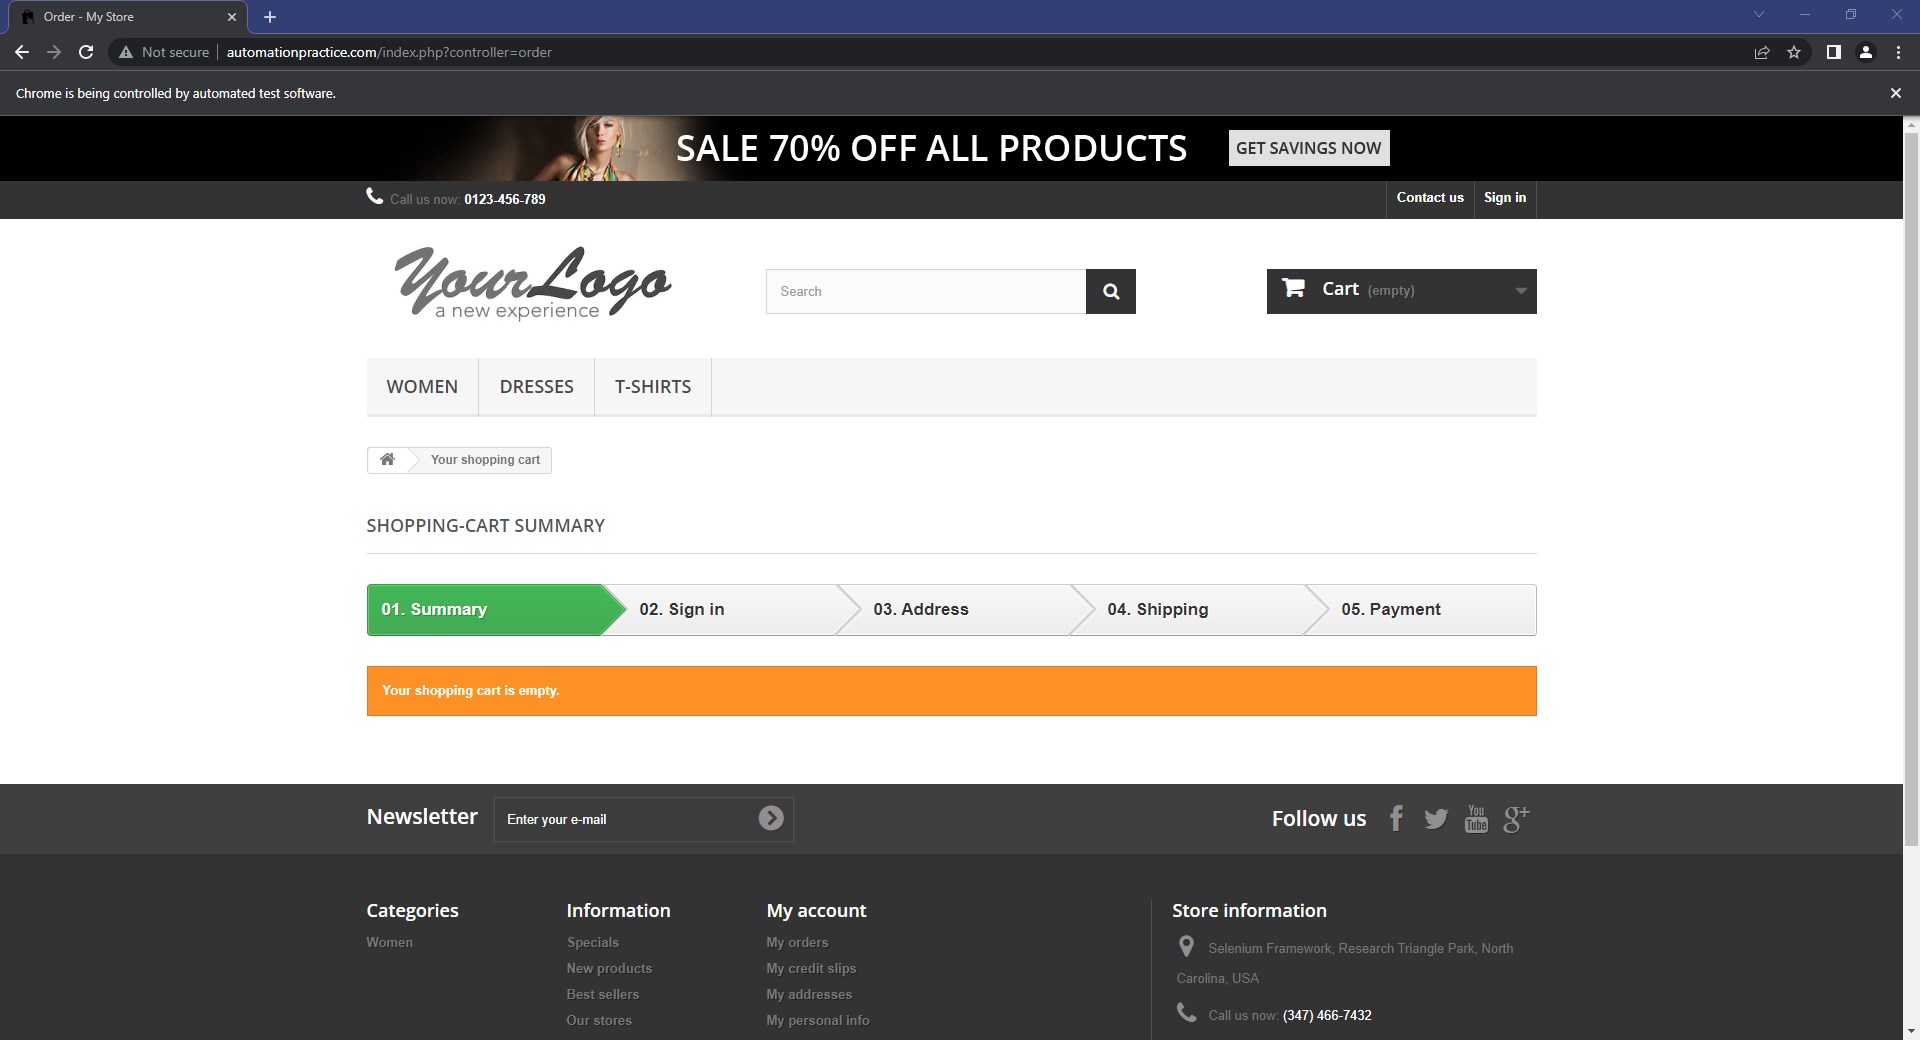 Order - My Store
Not secure automationpractice.com/index.php?controller=order
Chrome is being controlled by automated test software.
SALE 70% OFF ALL PRODUCTS GET SAVINGS NOW
Call us now: 0123-456-789 Contact us Sign in
Your Logo
a new experience
Search
Cart (empty)
WOMEN DRESSES T-SHIRTS
Your shopping cart
SHOPPING-CART SUMMARY
01. Summary 02. Sign in 03. Address 04. Shipping 05. Payment
Your shopping cart is empty.
Newsletter Enter your e-mail Follow us f You Tube g+
Categories Information My account Store information
Women Specials My orders Selenium Framework, Research Triangle Park, North
New products My credit slips Carolina, USA
Best sellers My addresses
Our stores My personal info Call us now: (347) 466-7432